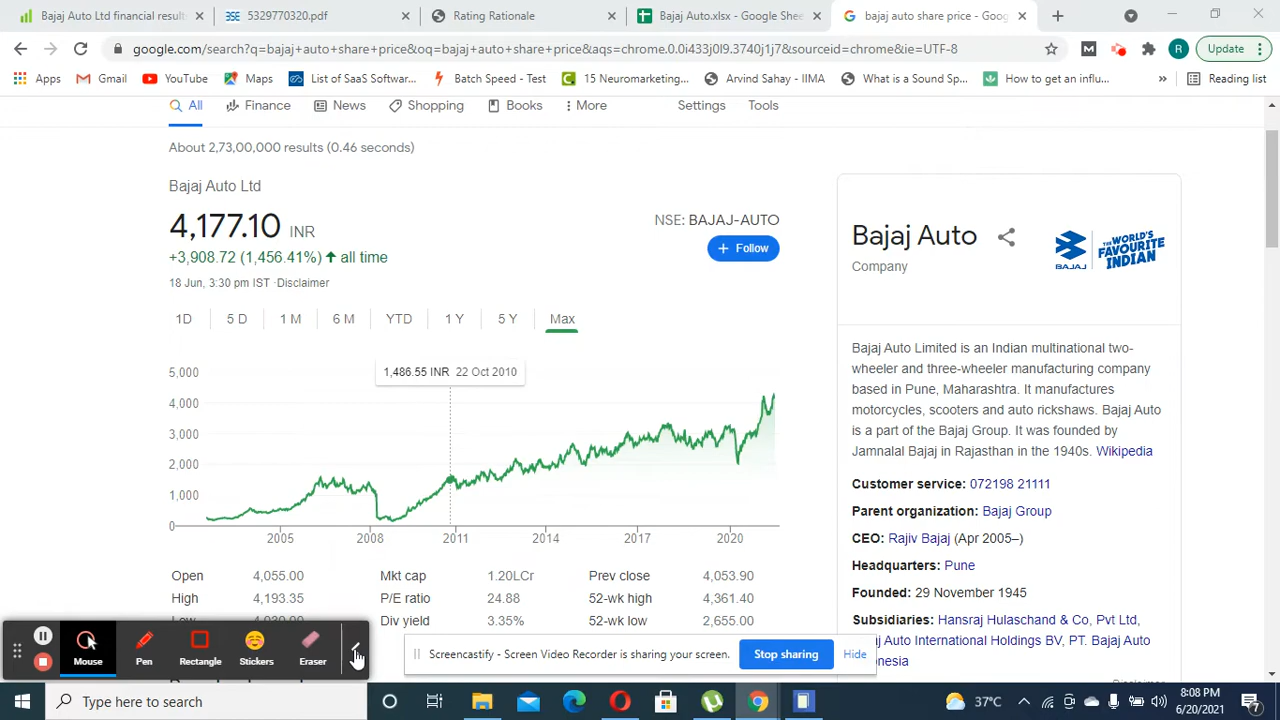 Bajaj Auto Ltd financial result
5329770320.pdf
Rating Rationale
Bajaj Auto.xlsx - Google Shee
bajaj auto share price - Goog
google.com/search?q=bajaj+auto+share+price&oq=bajaj+auto+share+price&aqs=chrome.0.0i433j0l9.3740j1j7&sourceid=chrome&ie=UTF-8
R
Update
Apps
Gmail
YouTube
Maps
List of SaaS Softwar...
Batch Speed - Test
15 Neuromarketing...
Arvind Sahay - IIMA
What is a Sound Sp...
How to get an influ...
»
Reading list
All
Finance
News
Shopping
Books
More
Settings
Tools
About 2,73,00,000 results (0.46 seconds)
Bajaj Auto Ltd
4,177.10 INR
+3,908.72 (1,456.41%) ↑ all time
18 Jun, 3:30 pm IST · Disclaimer
NSE: BAJAJ-AUTO
+ Follow
1D 5 D 1 M 6 M YTD 1 Y 5 Y Max
1,486.55 INR 22 Oct 2010
5,000
4,000
3,000
2,000
1,000
0
2005 2008 2011 2014 2017 2020
Open 4,055.00 Mkt cap 1.20LCr Prev close 4,053.90
High 4,193.35 P/E ratio 24.88 52-wk high 4,361.40
Div yield 3.35% 52-wk low 2,655.00
Bajaj Auto
Company
BAJAJ
THE WORLD'S
FAVOURITE
INDIAN
Bajaj Auto Limited is an Indian multinational two-
wheeler and three-wheeler manufacturing company
based in Pune, Maharashtra. It manufactures
motorcycles, scooters and auto rickshaws. Bajaj Auto
is a part of the Bajaj Group. It was founded by
Jamnalal Bajaj in Rajasthan in the 1940s. Wikipedia
Customer service: 072198 21111
Parent organization: Bajaj Group
CEO: Rajiv Bajaj (Apr 2005–)
Headquarters: Pune
Founded: 29 November 1945
Subsidiaries: Hansraj Hulaschand & Co, Pvt Ltd,
Auto International Holdings BV, PT. Bajaj Auto
Mouse
Pen
Rectangle
Stickers
Eraser
Screencastify - Screen Video Recorder is sharing your screen.
Stop sharing
Hide
Type here to search
37°C
8:08 PM
6/20/2021
7